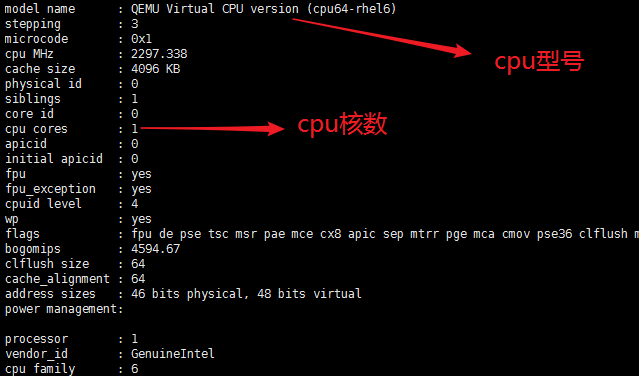 model name : QEMU Virtual CPU version (cpu64-rhel6)
stepping : 3
microcode : 0x1
cpu MHz : 2297.338
cpu型号
cache size : 4096 KB
physical id : 0
siblings : 1
core id : 0
cpu cores : 1
cpu核数
apicid : 0
initial apicid : 0
fpu : yes
fpu_exception : yes
cpuid level : 4
wp : yes
flags : fpu de pse tsc msr pae mce cx8 apic sep mtrr pge mca cmov pse36 clflush m
bogomips : 4594.67
clflush size : 64
cache_alignment : 64
address sizes : 46 bits physical, 48 bits virtual
power management:
processor : 1
vendor_id : GenuineIntel
cpu family : 6